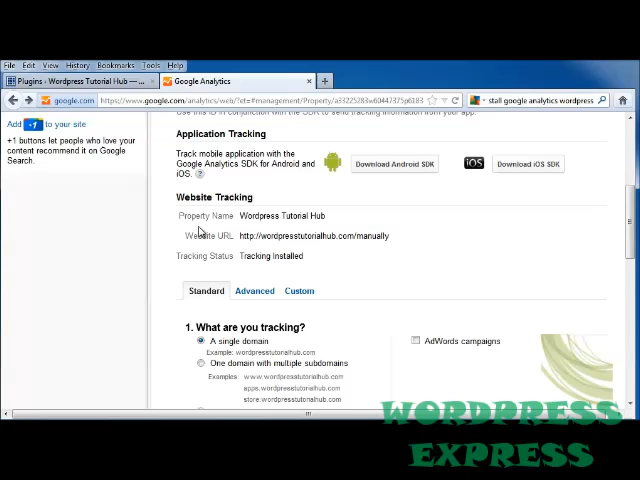 File Edit View History Bookmarks Tools Help
Plugins ‹ Wordpress Tutorial Hub — ... × Google Analytics × +
google.com https://www.google.com/analytics/web/?et=#management/Property/a33225283w60447375p6183 stall google analytics wordpress
Add +1 to your site
+1 buttons let people who love your
content recommend it on Google
Search.
Application Tracking
Track mobile application with the
Google Analytics SDK for Android and
iOS. ?
Download Android SDK
iOS
Download iOS SDK
Website Tracking
Property Name Wordpress Tutorial Hub
Website URL http://wordpresstutorialhub.com/manually
Tracking Status Tracking Installed
Standard Advanced Custom
1. What are you tracking?
A single domain
Example: wordpresstutorialhub.com
One domain with multiple subdomains
Examples: www.wordpresstutorialhub.com
apps.wordpresstutorialhub.com
store.wordpresstutorialhub.com
AdWords campaigns
WORDPRESS
EXPRESS